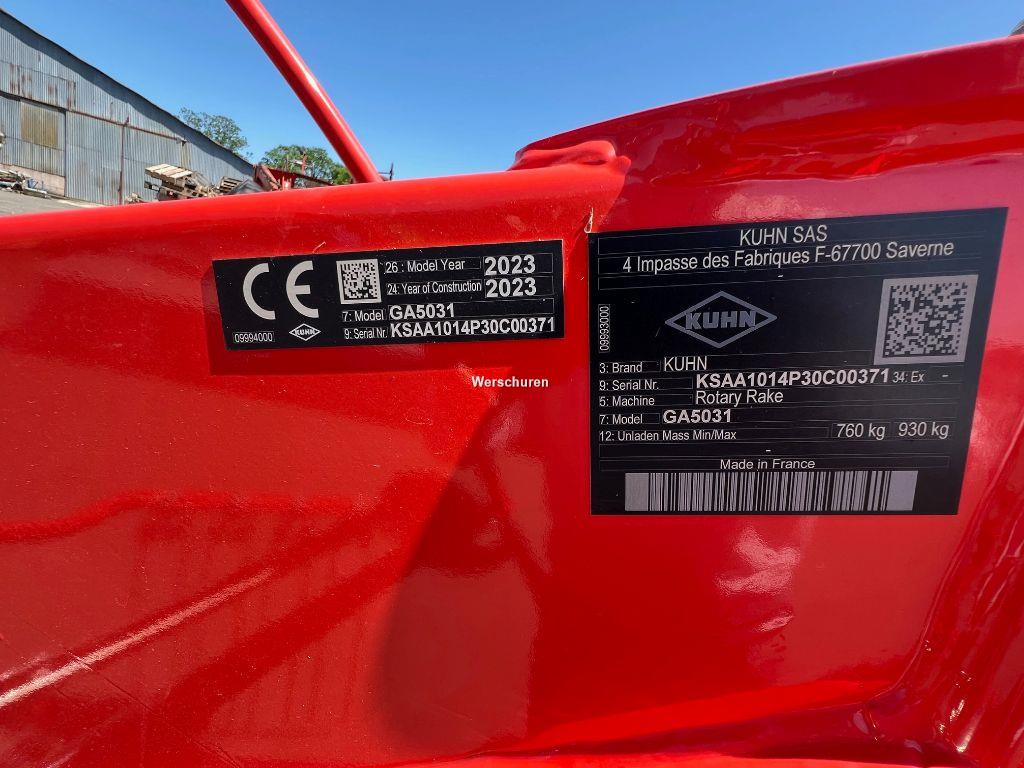 CE
26 : Model Year 2023
24: Year of Construction 2023
7: Model GA5031
9: Serial Nr. KSAA1014P30C00371
09994000
KUHN
Werschuren
KUHN SAS
4 Impasse des Fabriques F-67700 Saverne
09993000
KUHN
3: Brand KUHN
9: Serial Nr. KSAA1014P30C00371 34: Ex -
5: Machine Rotary Rake
7: Model GA5031
12: Unladen Mass Min/Max 760 kg 930 kg
-
Made in France